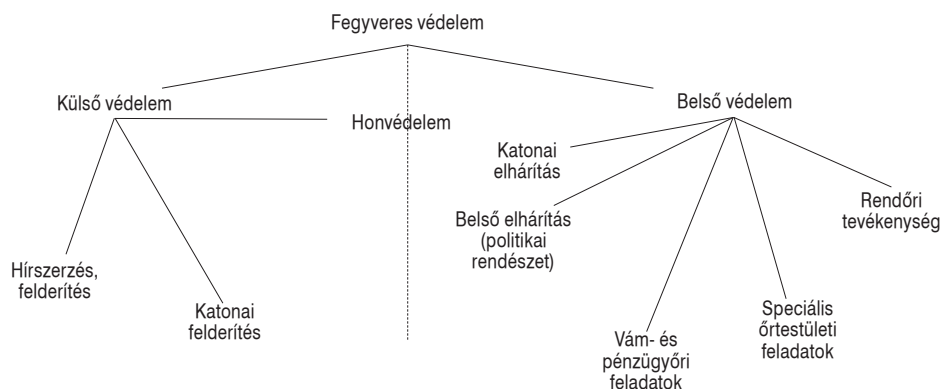 Fegyveres védelem
Külső védelem
Belső védelem
Honvédelem
Katonai
elhárítás
Rendőri
tevékenység
Belső elhárítás
(politikai
rendészet)
Hírszerzés,
felderítés
Katonai
felderítés
Speciális
őrtestületi
feladatok
Vám- és
pénzügyőri
feladatok